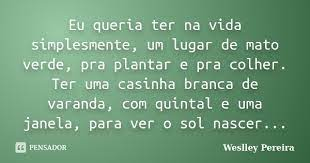 Eu queria ter na vida
simplesmente, um lugar de mato
verde, pra plantar e pra colher.
Ter uma casinha branca de
varanda, com quintal e uma
janela, para ver o sol nascer...
PENSADOR
Weslley Pereira